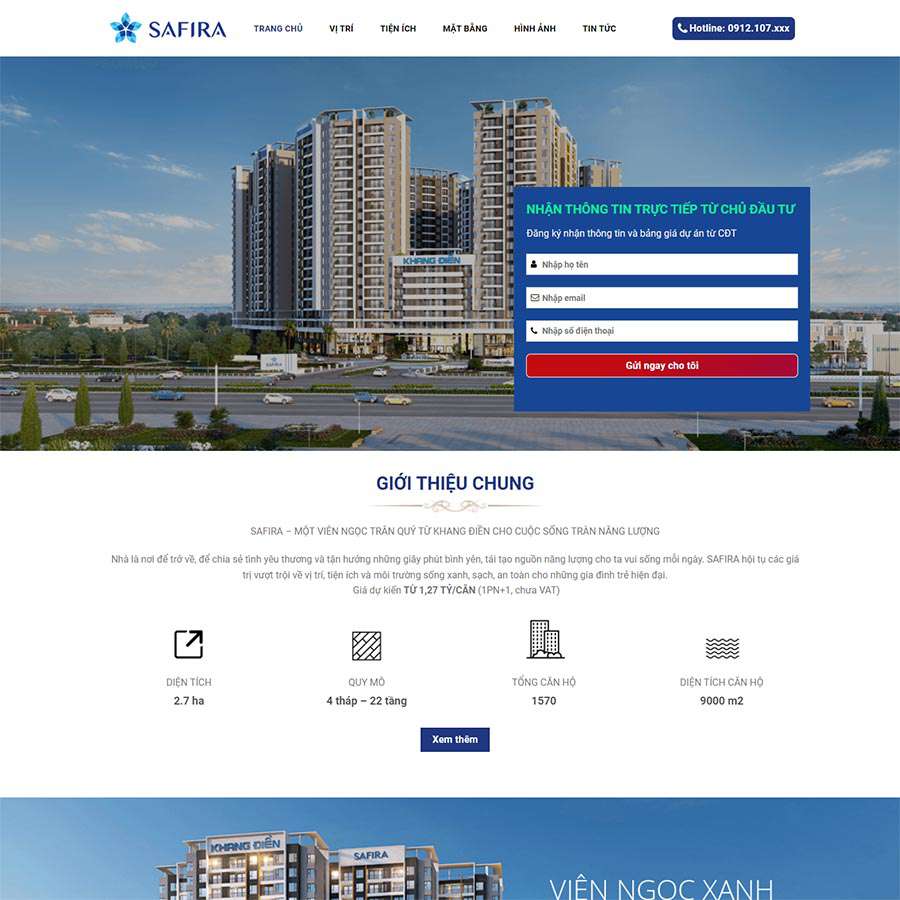 SAFIRA
TRANG CHỦ
VỊ TRÍ
TIỆN ÍCH
MẶT BẰNG
HÌNH ẢNH
TIN TỨC
Hotline: 0912.107.xxx
KHANG ĐIỀN
SAFIRA
NHẬN THÔNG TIN TRỰC TIẾP TỪ CHỦ ĐẦU TƯ
Đăng ký nhận thông tin và bảng giá dự án từ CĐT
Nhập họ tên
Nhập email
Nhập số điện thoại
Gửi ngay cho tôi
GIỚI THIỆU CHUNG
SAFIRA – MỘT VIÊN NGỌC TRÂN QUÝ TỪ KHANG ĐIỀN CHO CUỘC SỐNG TRÀN NĂNG LƯỢNG
Nhà là nơi để trở về, để chia sẻ tình yêu thương và tận hưởng những giây phút bình yên, tái tạo nguồn năng lượng cho ta vui sống mỗi ngày. SAFIRA hội tụ các giá
trị vượt trội về vị trí, tiện ích và môi trường sống xanh, sạch, an toàn cho những gia đình trẻ hiện đại.
Giá dự kiến TỪ 1,27 TỶ/CĂN (1PN+1, chưa VAT)
DIỆN TÍCH
2.7 ha
QUY MÔ
4 tháp – 22 tầng
TỔNG CĂN HỘ
1570
DIỆN TÍCH CĂN HỘ
9000 m2
Xem thêm
KHANG ĐIỀN
SAFIRA
VIÊN NGỌC XANH